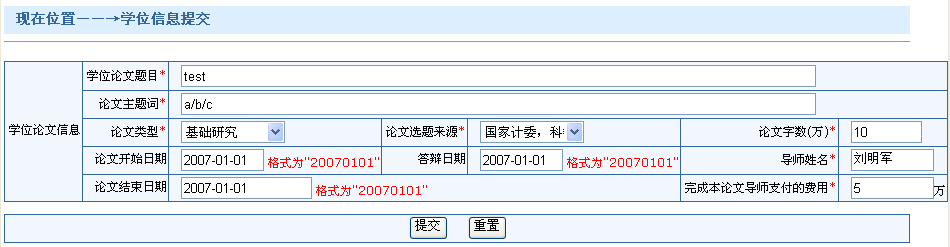 现在位置——→学位信息提交
学位论文信息
学位论文题目* test
论文主题词* a/b/c
论文类型* 基础研究 论文选题来源* 国家计委，科 论文字数(万)* 10
论文开始日期 2007-01-01 格式为"20070101" 答辩日期 2007-01-01 格式为"20070101" 导师姓名* 刘明军
论文结束日期 2007-01-01 格式为"20070101" 完成本论文导师支付的费用* 5 万
提交 重置